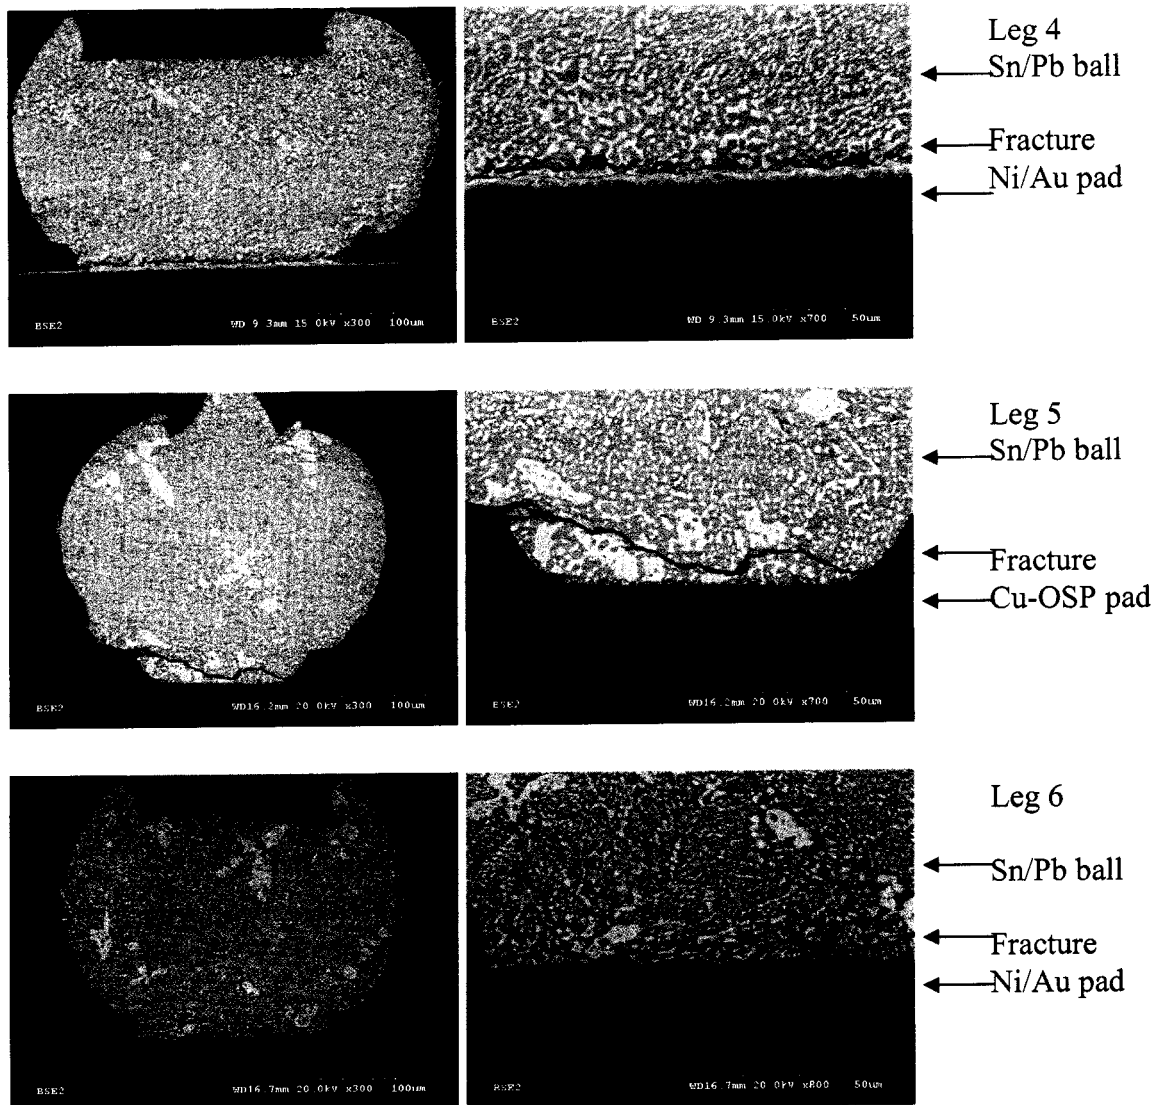 Leg 4
Sn/Pb ball
Fracture
Ni/Au pad
BSE2 WD 9.3mm 15.0kV x300 100um
BSE2 WD 9.3mm 15.0kV x700 50um
Leg 5
Sn/Pb ball
Fracture
Cu-OSP pad
BSE2 WD16.2mm 20.0kV x300 100um
BSE2 WD16.2mm 20.0kV x700 50um
Leg 6
Sn/Pb ball
Fracture
Ni/Au pad
BSE2 WD16.7mm 20.0kV x300 100um
BSE2 WD16.7mm 20.0kV x800 50um